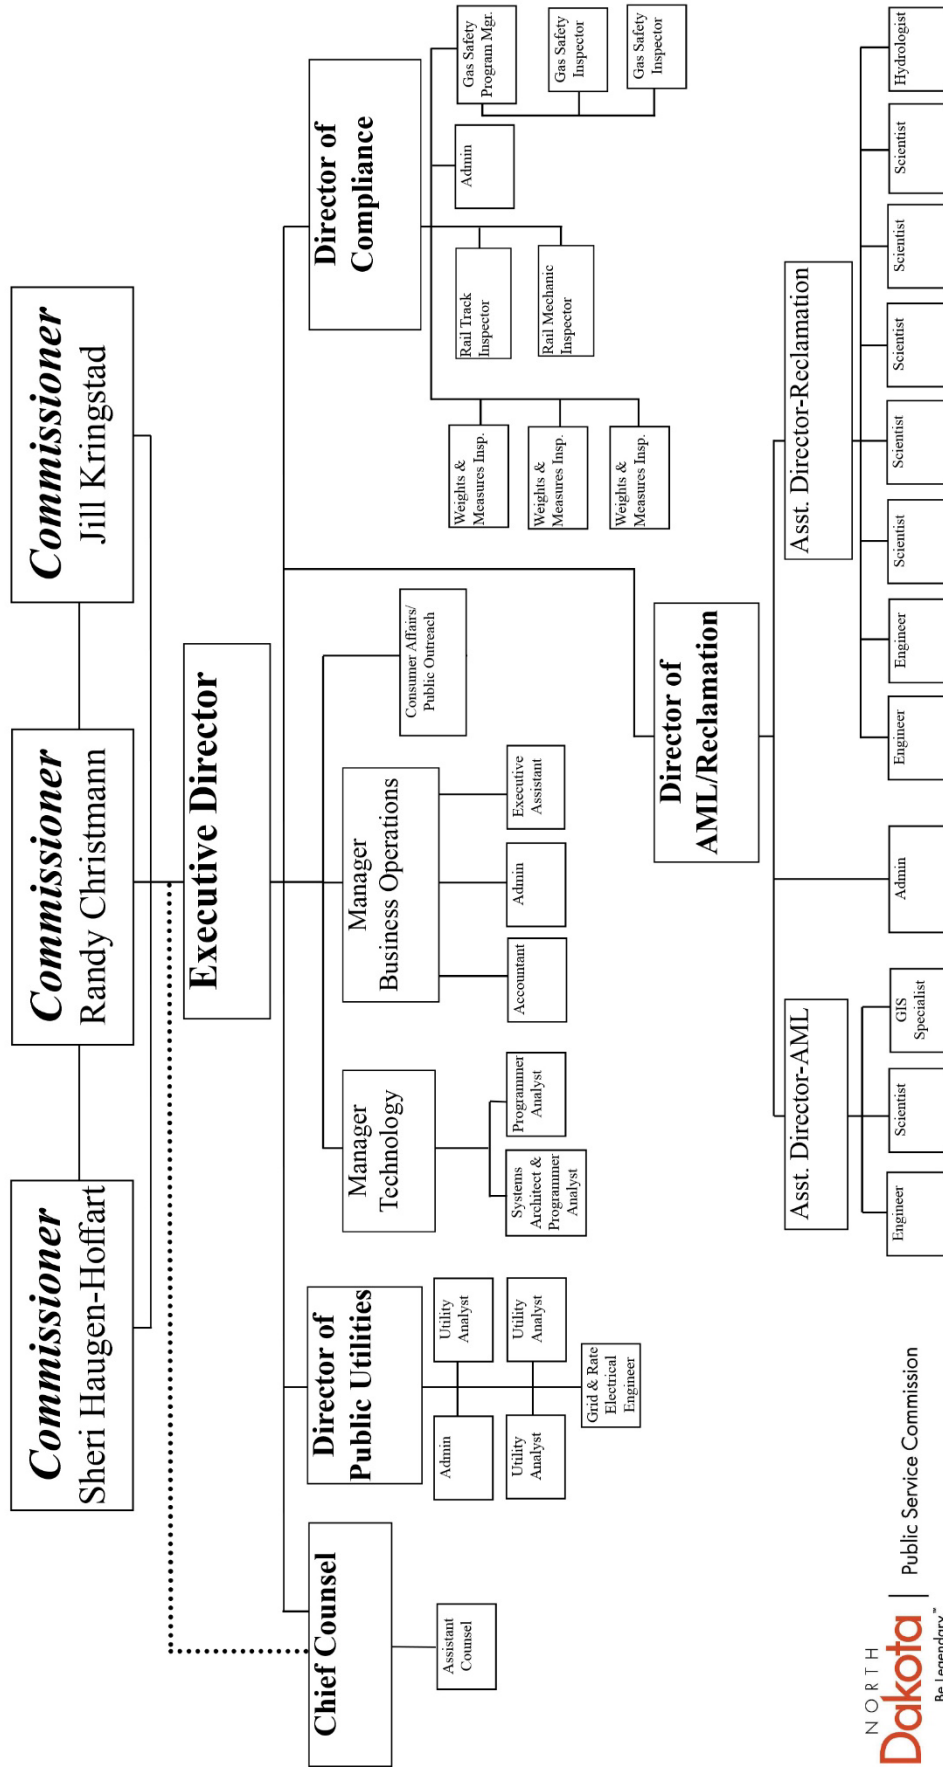 Commissioner
Sheri Haugen-Hoffart
Commissioner
Randy Christmann
Commissioner
Jill Kringstad
Executive Director
Chief Counsel
Assistant
Counsel
Director of
Public Utilities
Admin
Utility
Analyst
Utility
Analyst
Utility
Analyst
Grid & Rate
Electrical
Engineer
Manager
Technology
Systems
Architect &
Programmer
Analyst
Programmer
Analyst
Manager
Business Operations
Accountant
Admin
Executive
Assistant
Consumer Affairs/
Public Outreach
Director of
Compliance
Weights &
Measures Insp.
Weights &
Measures Insp.
Weights &
Measures Insp.
Rail Track
Inspector
Rail Mechanic
Inspector
Admin
Gas Safety
Program Mgr.
Gas Safety
Inspector
Gas Safety
Inspector
Director of
AML/Reclamation
Asst. Director-AML
Engineer
Scientist
GIS
Specialist
Admin
Asst. Director-Reclamation
Engineer
Engineer
Scientist
Scientist
Scientist
Scientist
Scientist
Hydrologist
NORTH
Dakota
Be Legendary.™
Public Service Commission